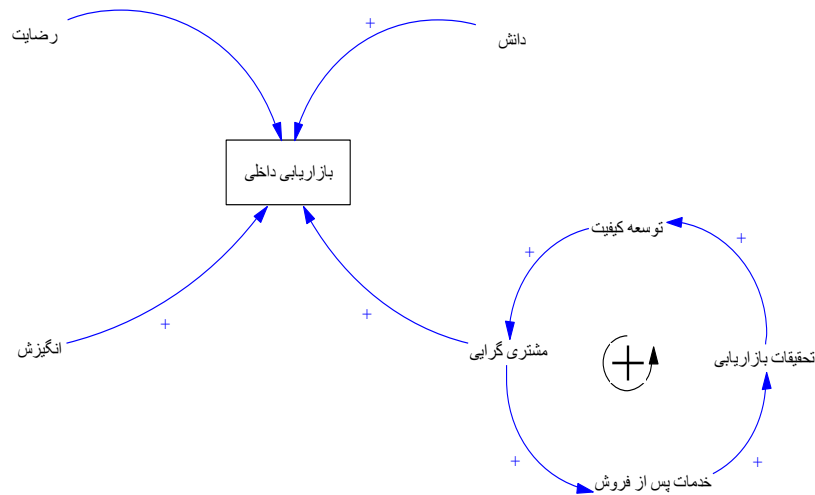 رضایت
+
دانش
بازاریابی داخلی
توسعه کیفیت
+
+
انگیزش
+
+
مشتری گرایی
+
تحقیقات بازاریابی
+
خدمات پس از فروش
+